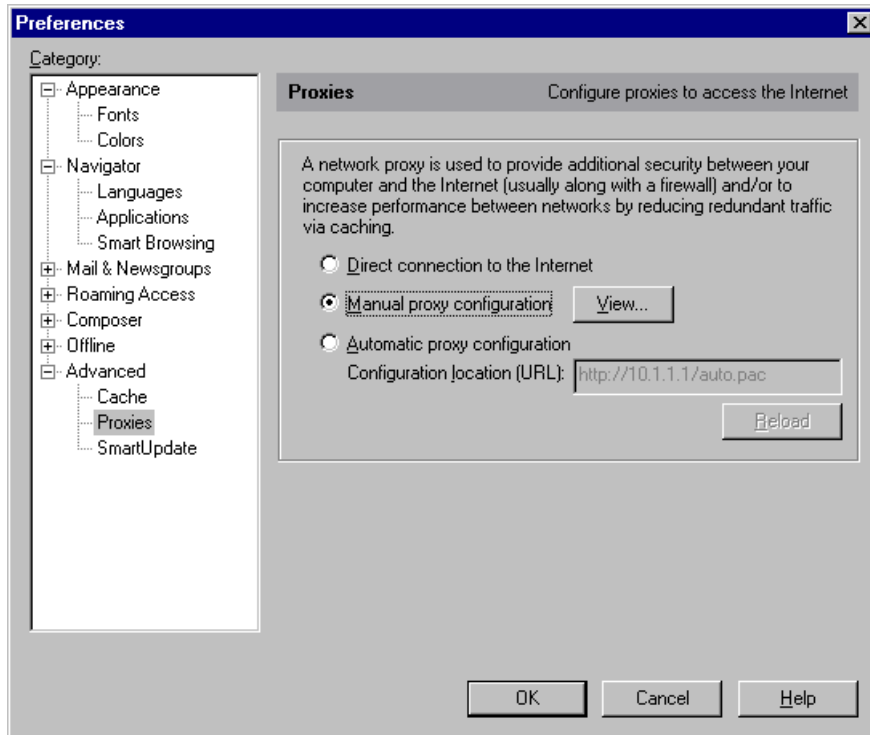 Preferences
Category:
Appearance
Fonts
Colors
Navigator
Languages
Applications
Smart Browsing
Mail & Newsgroups
Roaming Access
Composer
Offline
Advanced
Cache
Proxies
SmartUpdate
Proxies Configure proxies to access the Internet
A network proxy is used to provide additional security between your
computer and the Internet (usually along with a firewall) and/or to
increase performance between networks by reducing redundant traffic
via caching.
Direct connection to the Internet
Manual proxy configuration View...
Automatic proxy configuration
Configuration location (URL): http://10.1.1.1/auto.pac
Reload
OK Cancel Help